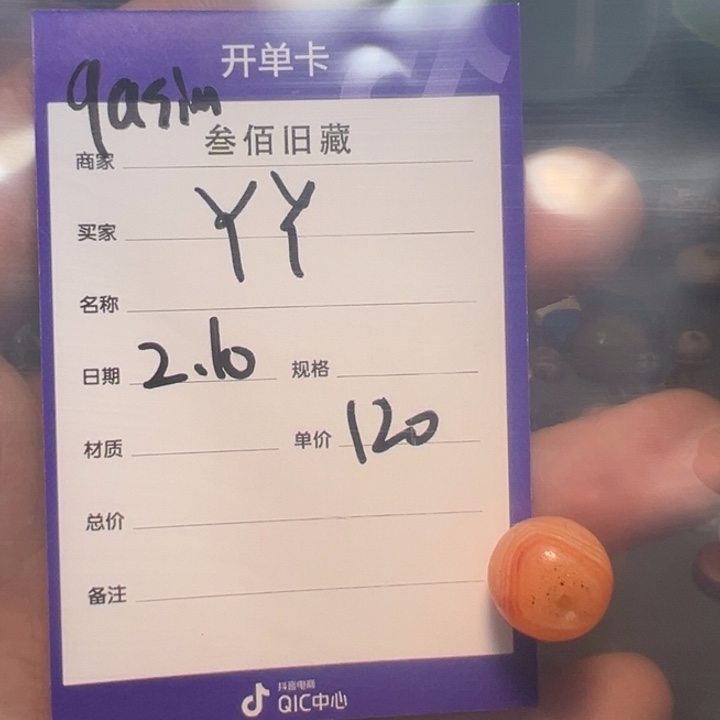 开单卡
qasim
叁佰旧藏
商家
买家 YY
名称
日期 2.10 规格
材质 单价 120
总价
备注
抖音电商
QIC中心